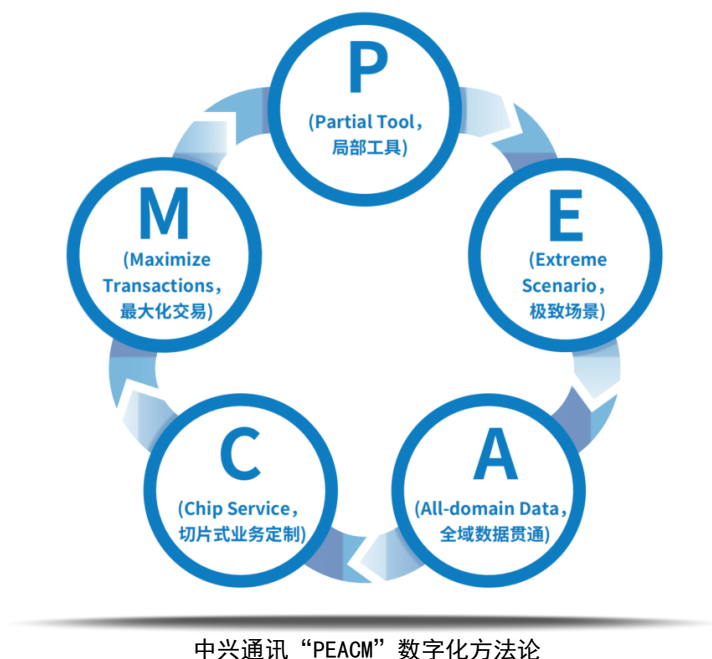 P
(Partial Tool，
局部工具)
E
(Extreme
Scenario，
极致场景)
A
(All-domain Data，
全域数据贯通)
C
(Chip Service，
切片式业务定制)
M
(Maximize
Transactions，
最大化交易)
中兴通讯“PEACM”数字化方法论